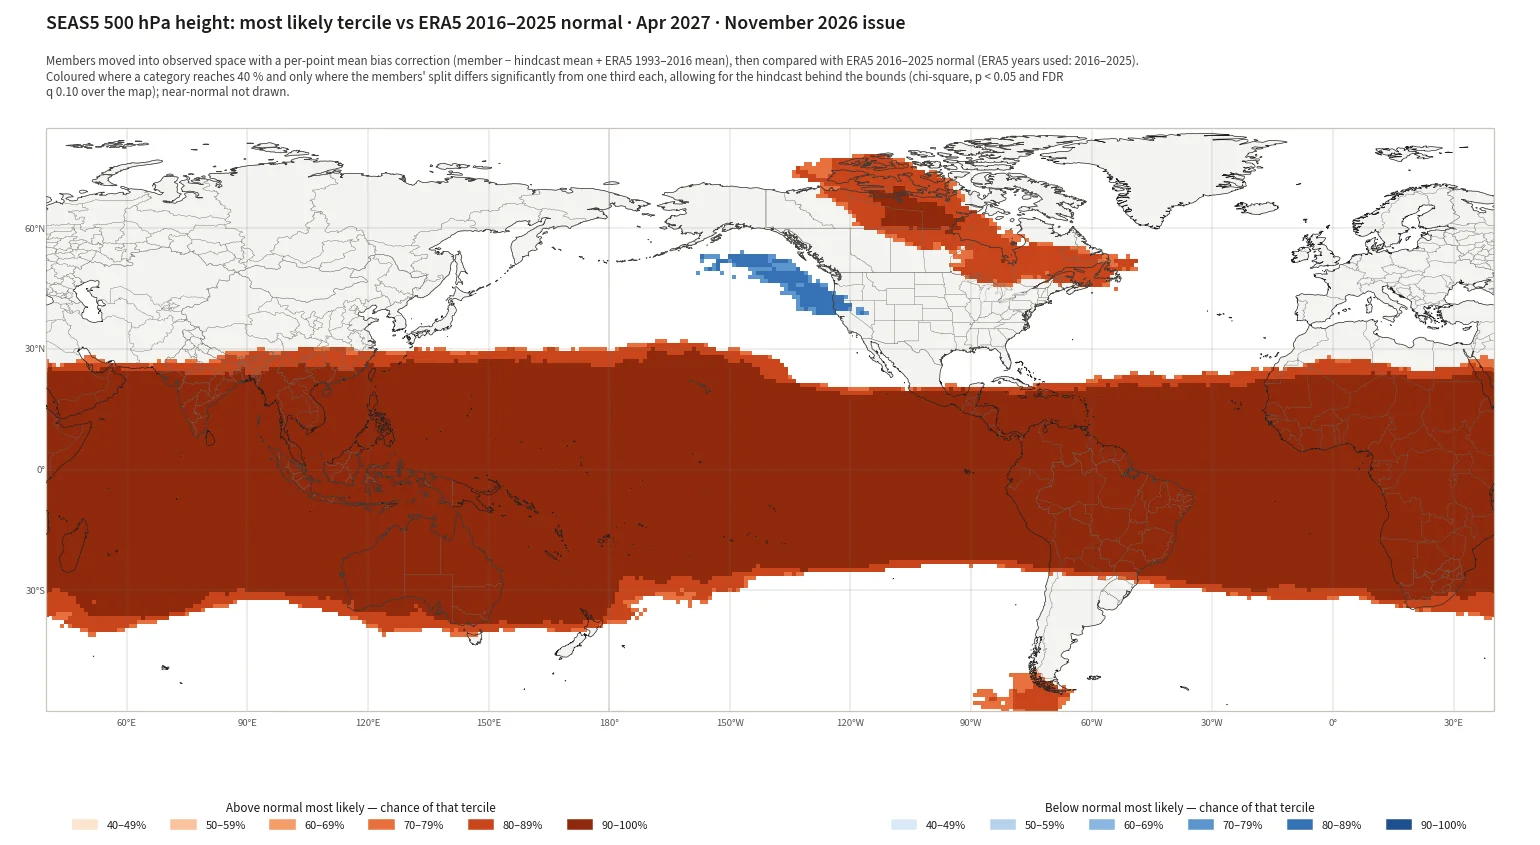 SEAS5 500 hPa height: most likely tercile vs ERA5 2016–2025 normal · Apr 2027 · November 2026 issue
Members moved into observed space with a per-point mean bias correction (member − hindcast mean + ERA5 1993–2016 mean), then compared with ERA5 2016–2025 normal (ERA5 years used: 2016–2025).
Coloured where a category reaches 40 % and only where the members' split differs significantly from one third each, allowing for the hindcast behind the bounds (chi-square, p < 0.05 and FDR
q 0.10 over the map); near-normal not drawn.
60°N
30°N
0°
30°S
60°E 90°E 120°E 150°E 180° 150°W 120°W 90°W 60°W 30°W 0° 30°E
Above normal most likely — chance of that tercile
40–49% 50–59% 60–69% 70–79% 80–89% 90–100%
Below normal most likely — chance of that tercile
40–49% 50–59% 60–69% 70–79% 80–89% 90–100%